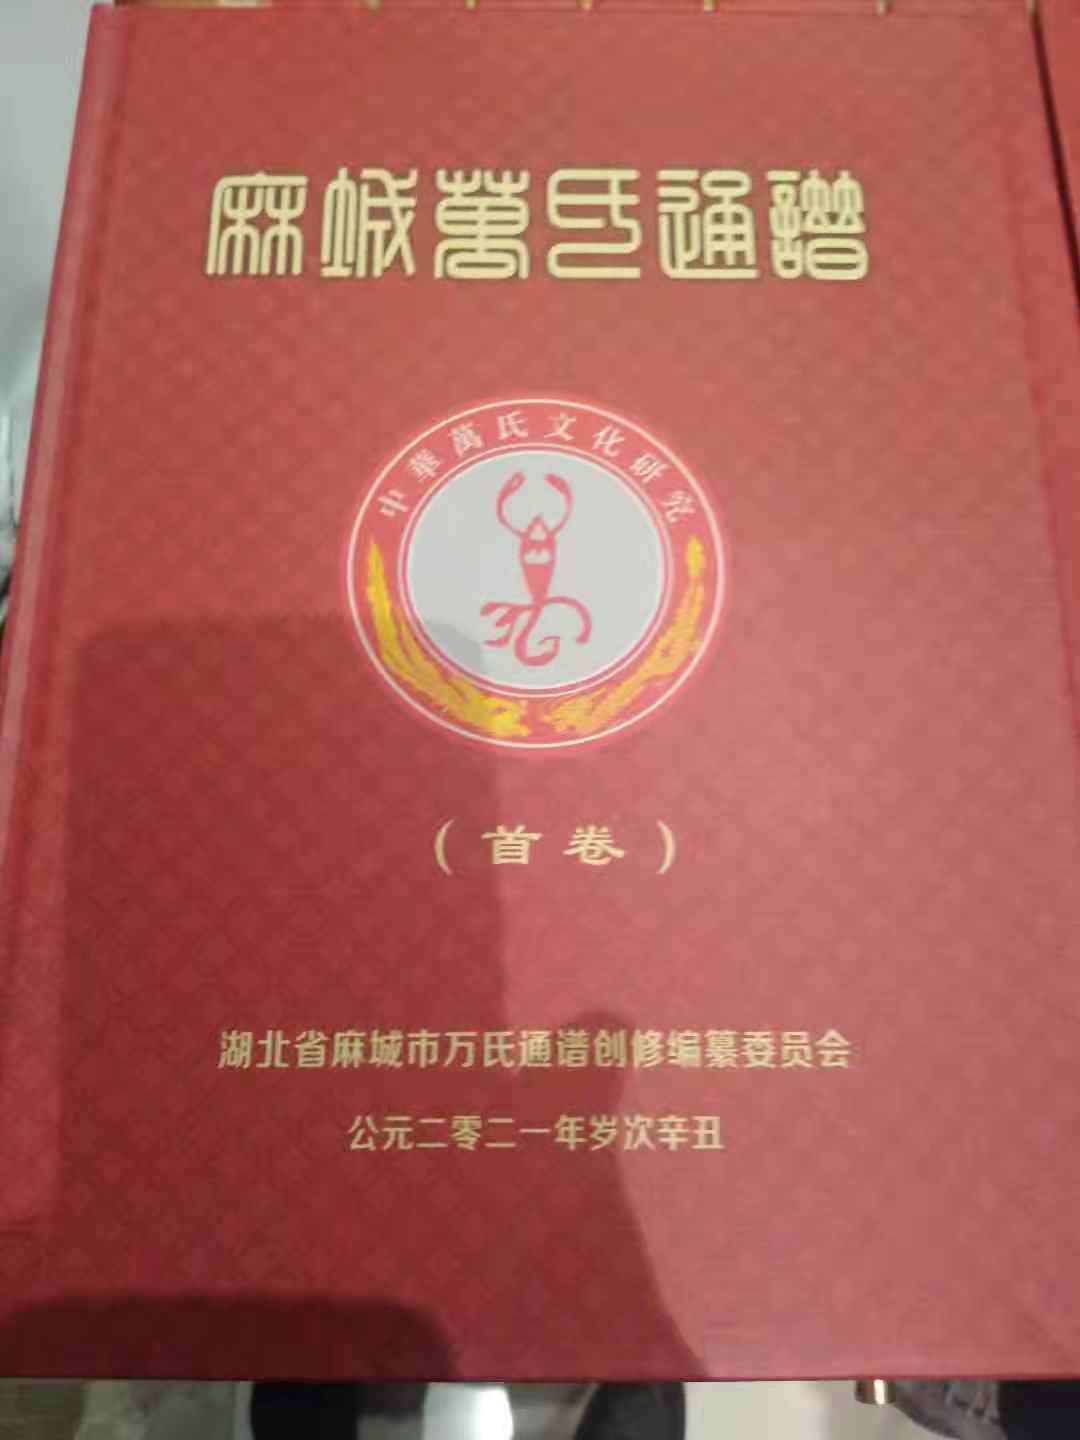 麻城萬氏通譜
中華萬氏文化研究
（首卷）
湖北省麻城市万氏通谱创修编纂委员会
公元二零二一年岁次辛丑